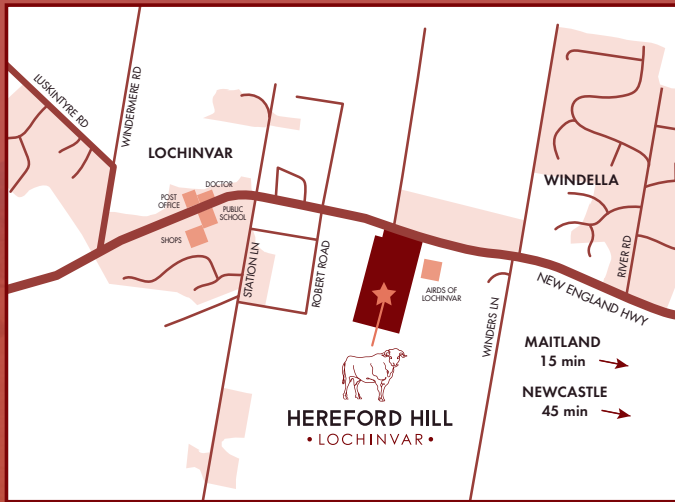 LUSKINTYRE RD
WINDERMERE RD
LOCHINVAR
DOCTOR
POST
OFFICE
PUBLIC
SCHOOL
SHOPS
STATION LN
ROBERT ROAD
AIRDS OF
LOCHINVAR
WINDERS LN
WINDELLA
RIVER RD
NEW ENGLAND HWY
MAITLAND
15 min
NEWCASTLE
45 min
HEREFORD HILL
• LOCHINVAR •